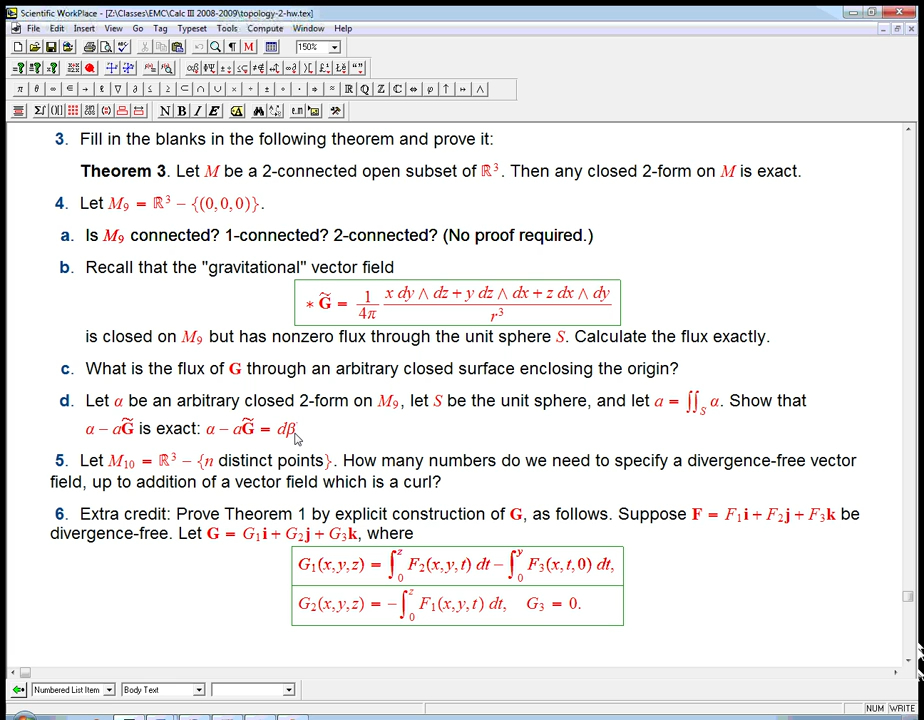 Scientific WorkPlace - [Z:\Classes\EMC\Calc III 2008-2009\topology-2-hw.tex]
File Edit Insert View Go Tag Typeset Tools Compute Window Help
150%
N B I E
3. Fill in the blanks in the following theorem and prove it:
Theorem 3. Let M be a 2-connected open subset of ℝ³. Then any closed 2-form on M is exact.
4. Let M₉ = ℝ³ − {(0,0,0)}.
a. Is M₉ connected? 1-connected? 2-connected? (No proof required.)
b. Recall that the "gravitational" vector field
∗ G̃ = 1/4π (x dy ∧ dz + y dz ∧ dx + z dx ∧ dy)/r³
is closed on M₉ but has nonzero flux through the unit sphere S. Calculate the flux exactly.
c. What is the flux of G through an arbitrary closed surface enclosing the origin?
d. Let α be an arbitrary closed 2-form on M₉, let S be the unit sphere, and let a = ∬_S α. Show that
α − aG̃ is exact: α − aG̃ = dβ
5. Let M₁₀ = ℝ³ − {n distinct points}. How many numbers do we need to specify a divergence-free vector
field, up to addition of a vector field which is a curl?
6. Extra credit: Prove Theorem 1 by explicit construction of G, as follows. Suppose F = F₁i + F₂j + F₃k be
divergence-free. Let G = G₁i + G₂j + G₃k, where
G₁(x,y,z) = ∫₀ᶻ F₂(x,y,t) dt − ∫₀ʸ F₃(x,t,0) dt,
G₂(x,y,z) = −∫₀ᶻ F₁(x,y,t) dt, G₃ = 0.
Numbered List Item Body Text
NUM WRITE